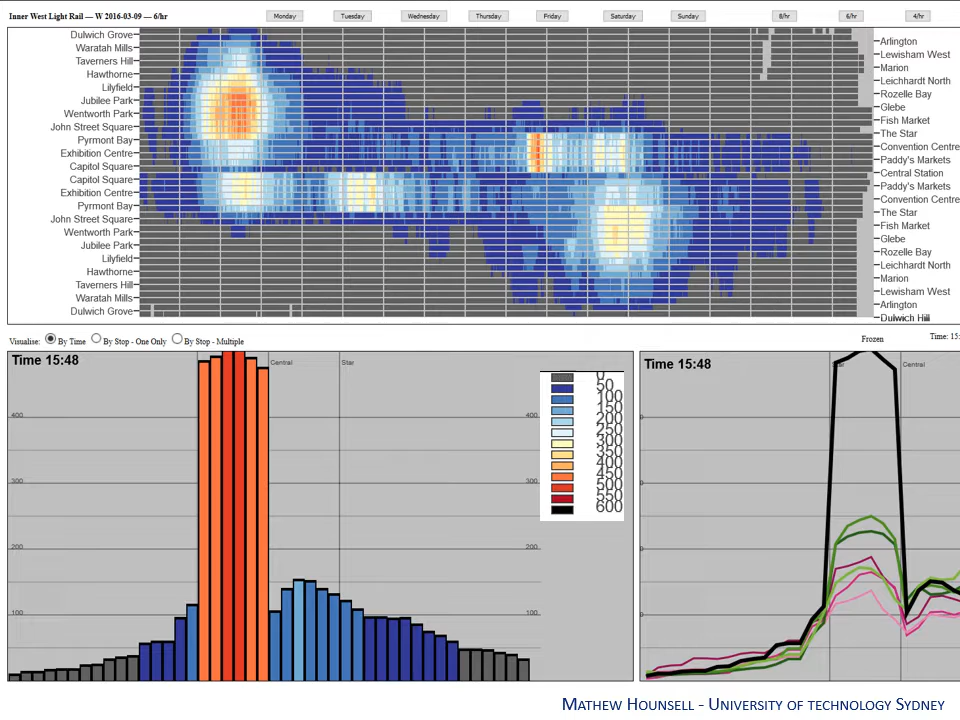 Inner West Light Rail — W 2016-03-09 — 6/hr
Monday Tuesday Wednesday Thursday Friday Saturday Sunday 8/hr 6/hr 4/hr
Dulwich Grove
Arlington
Waratah Mills
Lewisham West
Taverners Hill
Marion
Hawthorne
Leichhardt North
Lilyfield
Rozelle Bay
Jubilee Park
Glebe
Wentworth Park
Fish Market
John Street Square
The Star
Pyrmont Bay
Convention Centre
Exhibition Centre
Paddy's Markets
Capitol Square
Central Station
Capitol Square
Paddy's Markets
Exhibition Centre
Convention Centre
Pyrmont Bay
The Star
John Street Square
Fish Market
Wentworth Park
Glebe
Jubilee Park
Rozelle Bay
Lilyfield
Leichhardt North
Hawthorne
Marion
Taverners Hill
Lewisham West
Waratah Mills
Arlington
Dulwich Grove
Dulwich Hill
Visualise: By Time By Stop - One Only By Stop - Multiple
Frozen Time: 15:
Time 15:48
Central Star
400 400
300 300
200 200
100 100
0
50
100
150
200
250
300
350
400
450
500
550
600
Time 15:48
Central
MATHEW HOUNSELL - UNIVERSITY OF TECHNOLOGY SYDNEY